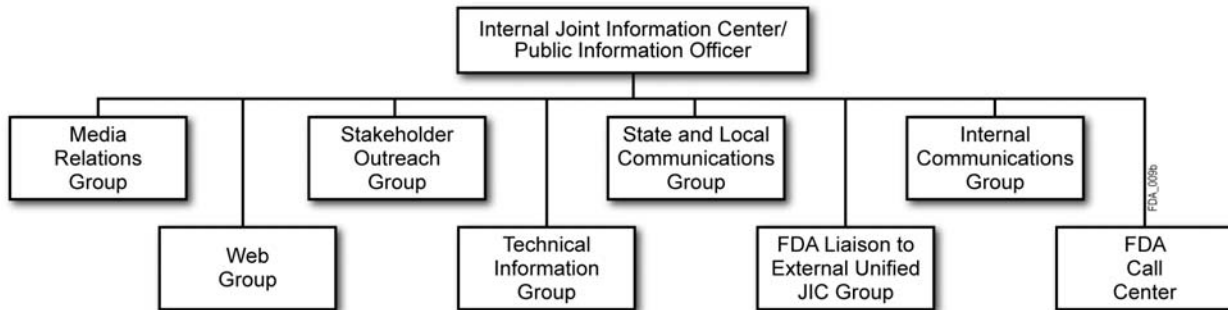 Internal Joint Information Center/
Public Information Officer
Media
Relations
Group
Stakeholder
Outreach
Group
State and Local
Communications
Group
Internal
Communications
Group
FDA_009b
Web
Group
Technical
Information
Group
FDA Liaison to
External Unified
JIC Group
FDA
Call
Center